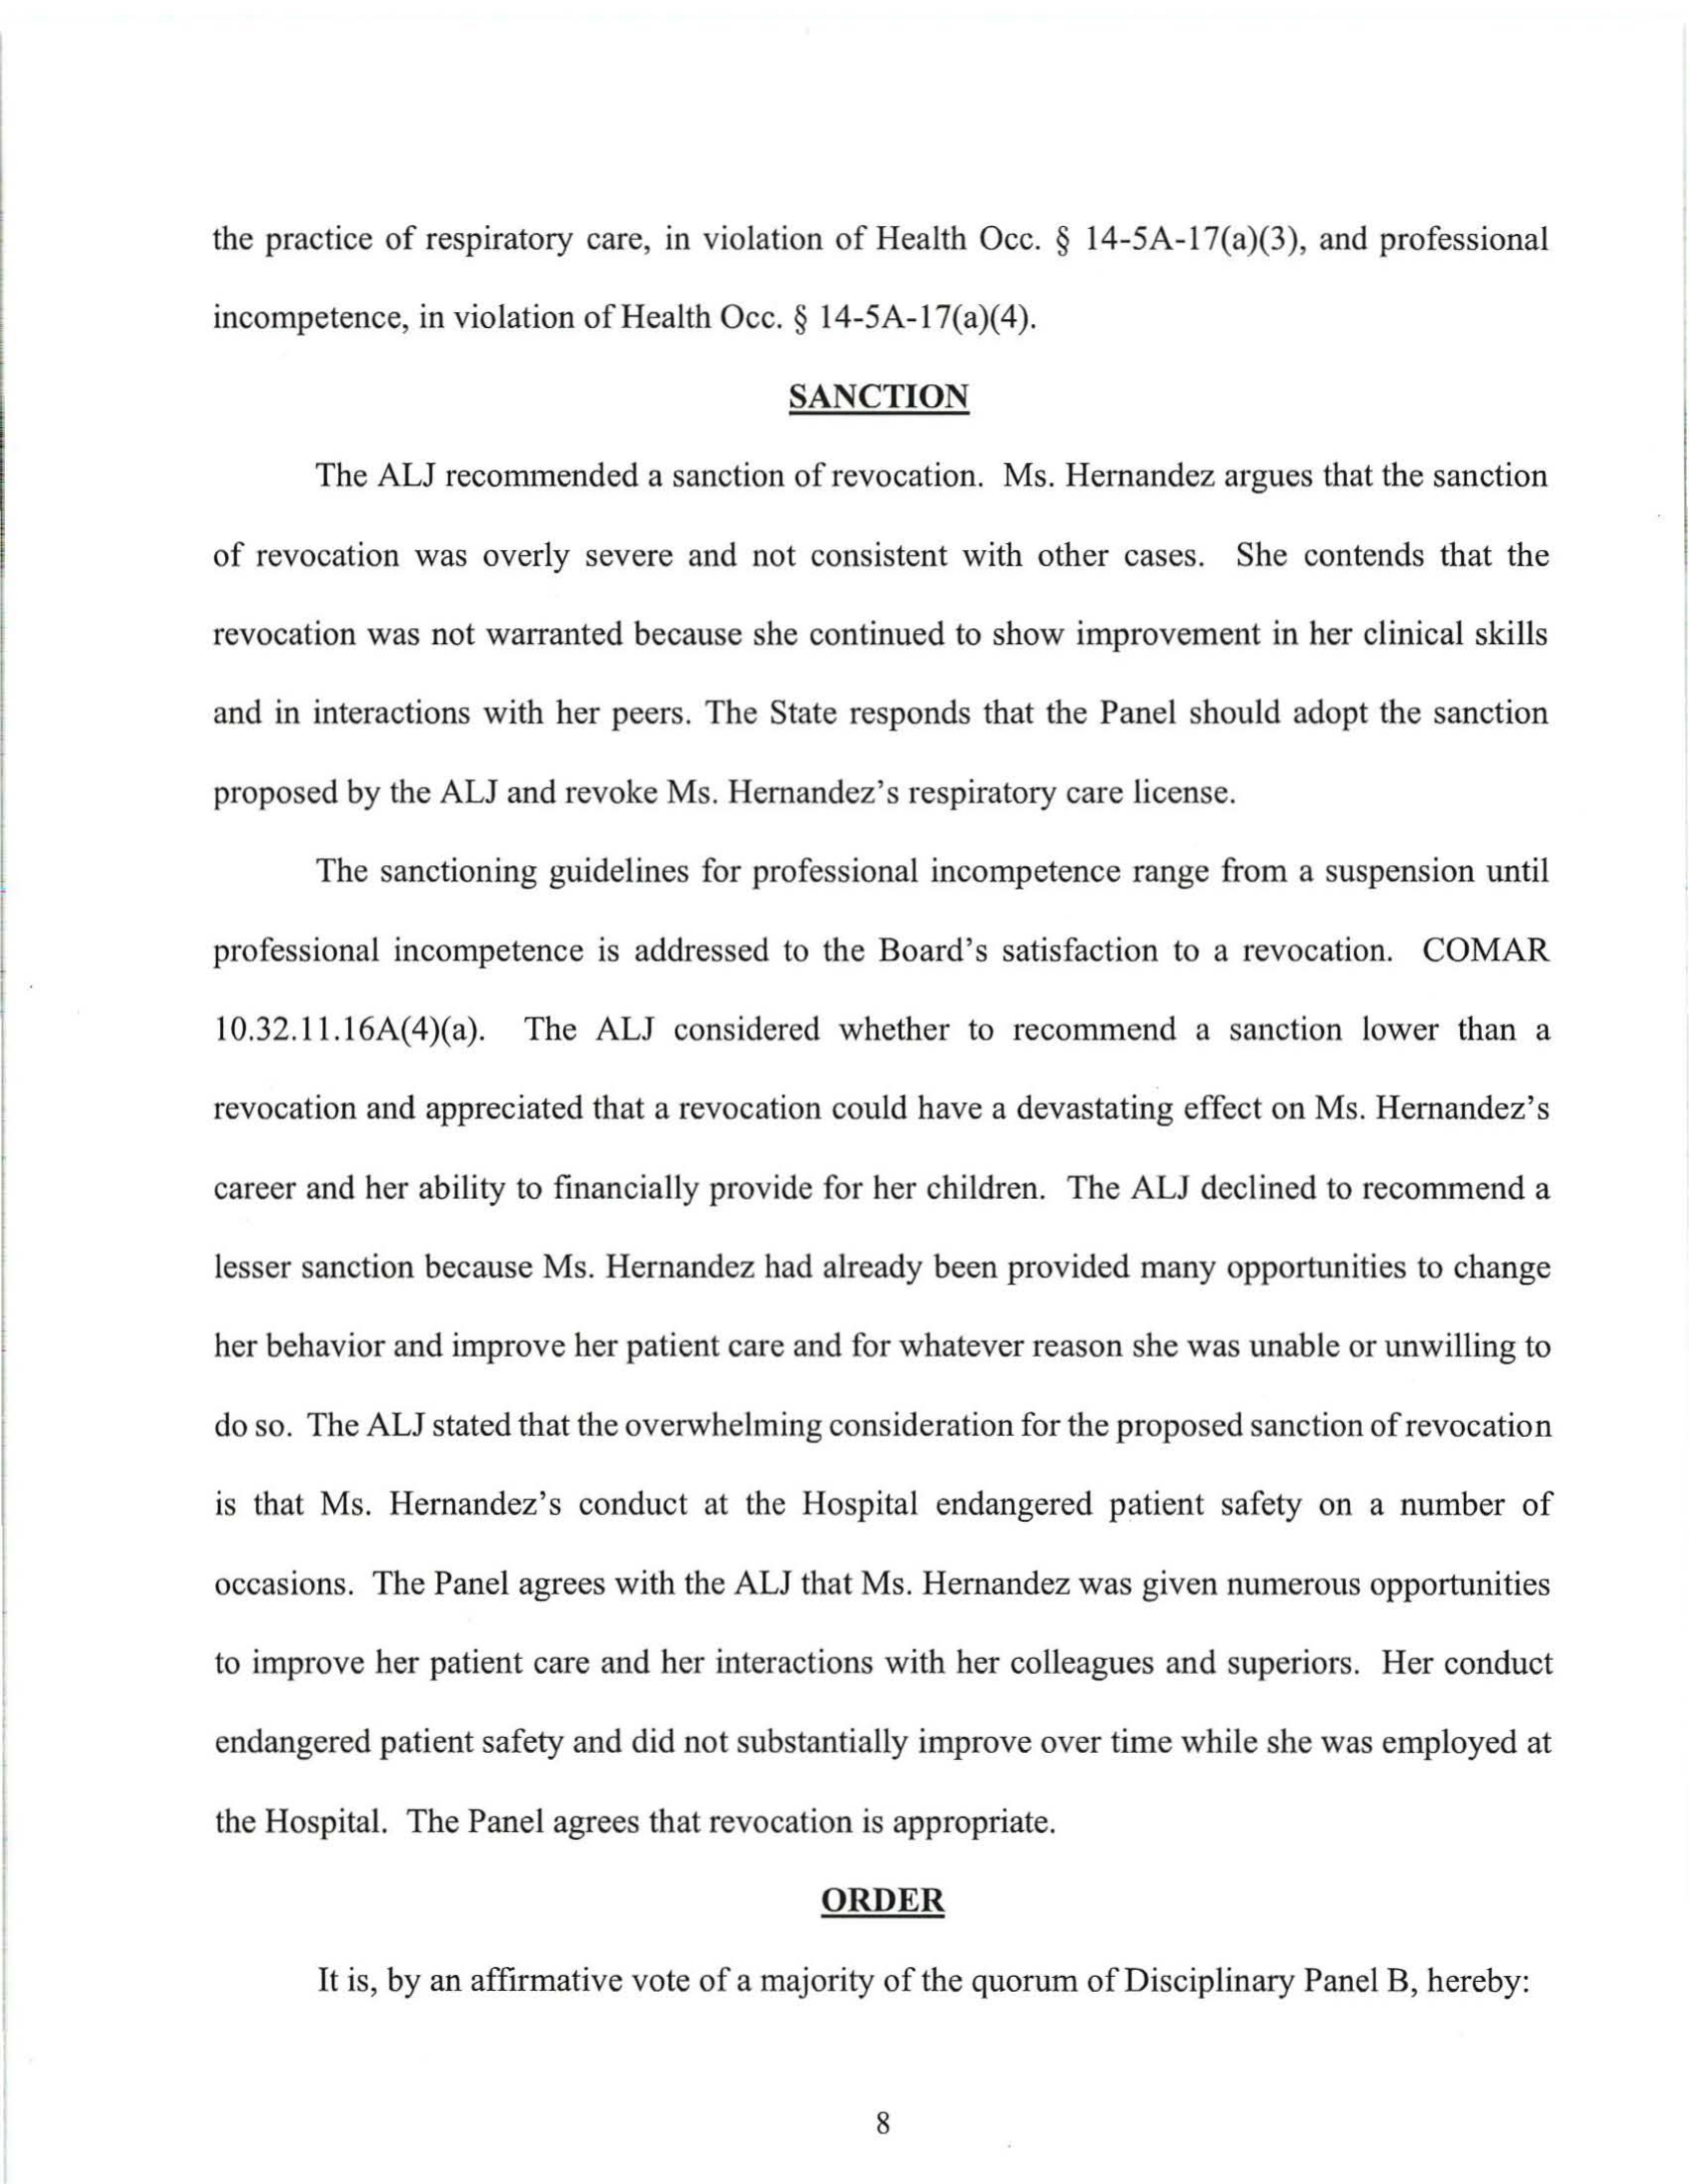 the practice of respiratory care, in violation of Health Occ. § 14-5A-17(a)(3), and professional
incompetence, in violation of Health Occ. § 14-5A-17(a)(4).
SANCTION
The ALJ recommended a sanction of revocation. Ms. Hernandez argues that the sanction
of revocation was overly severe and not consistent with other cases. She contends that the
revocation was not warranted because she continued to show improvement in her clinical skills
and in interactions with her peers. The State responds that the Panel should adopt the sanction
proposed by the ALJ and revoke Ms. Hernandez's respiratory care license.
The sanctioning guidelines for professional incompetence range from a suspension until
professional incompetence is addressed to the Board's satisfaction to a revocation. COMAR
10.32.11.16A(4)(a). The ALJ considered whether to recommend a sanction lower than a
revocation and appreciated that a revocation could have a devastating effect on Ms. Hernandez's
career and her ability to financially provide for her children. The ALJ declined to recommend a
lesser sanction because Ms. Hernandez had already been provided many opportunities to change
her behavior and improve her patient care and for whatever reason she was unable or unwilling to
do so. The ALJ stated that the overwhelming consideration for the proposed sanction of revocation
is that Ms. Hernandez's conduct at the Hospital endangered patient safety on a number of
occasions. The Panel agrees with the ALJ that Ms. Hernandez was given numerous opportunities
to improve her patient care and her interactions with her colleagues and superiors. Her conduct
endangered patient safety and did not substantially improve over time while she was employed at
the Hospital. The Panel agrees that revocation is appropriate.
ORDER
It is, by an affirmative vote of a majority of the quorum of Disciplinary Panel B, hereby:
8